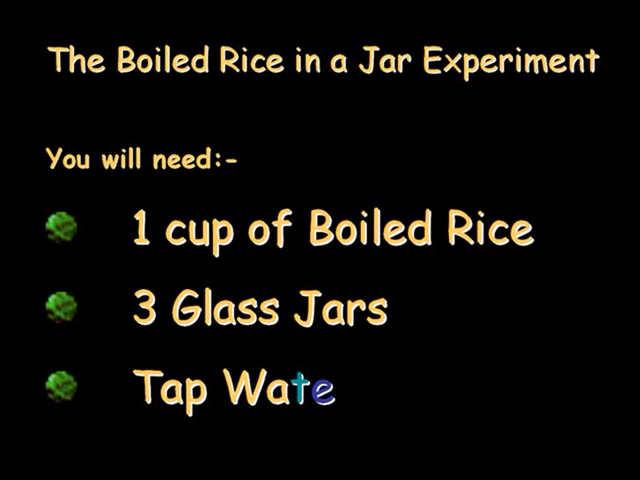 The Boiled Rice in a Jar Experiment
You will need:-
1 cup of Boiled Rice
3 Glass Jars
Tap Wate